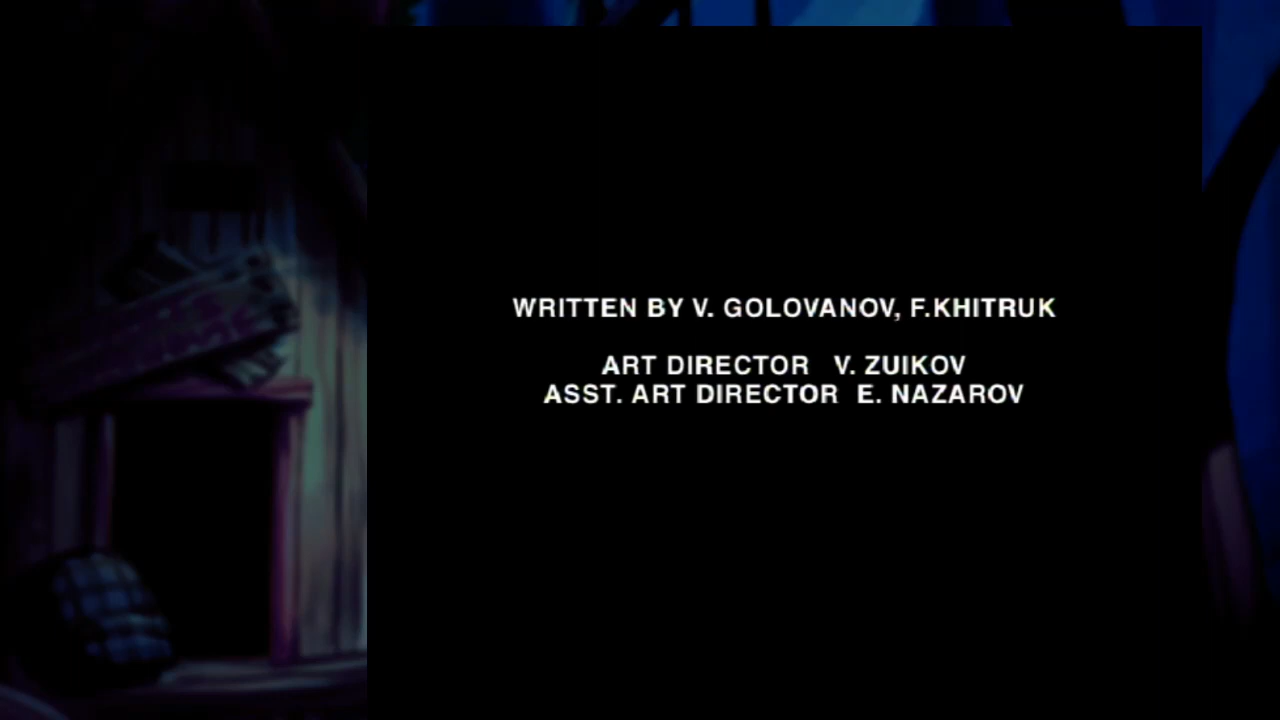 WRITTEN BY V. GOLOVANOV, F.KHITRUK
ART DIRECTOR V. ZUIKOV
ASST. ART DIRECTOR E. NAZAROV